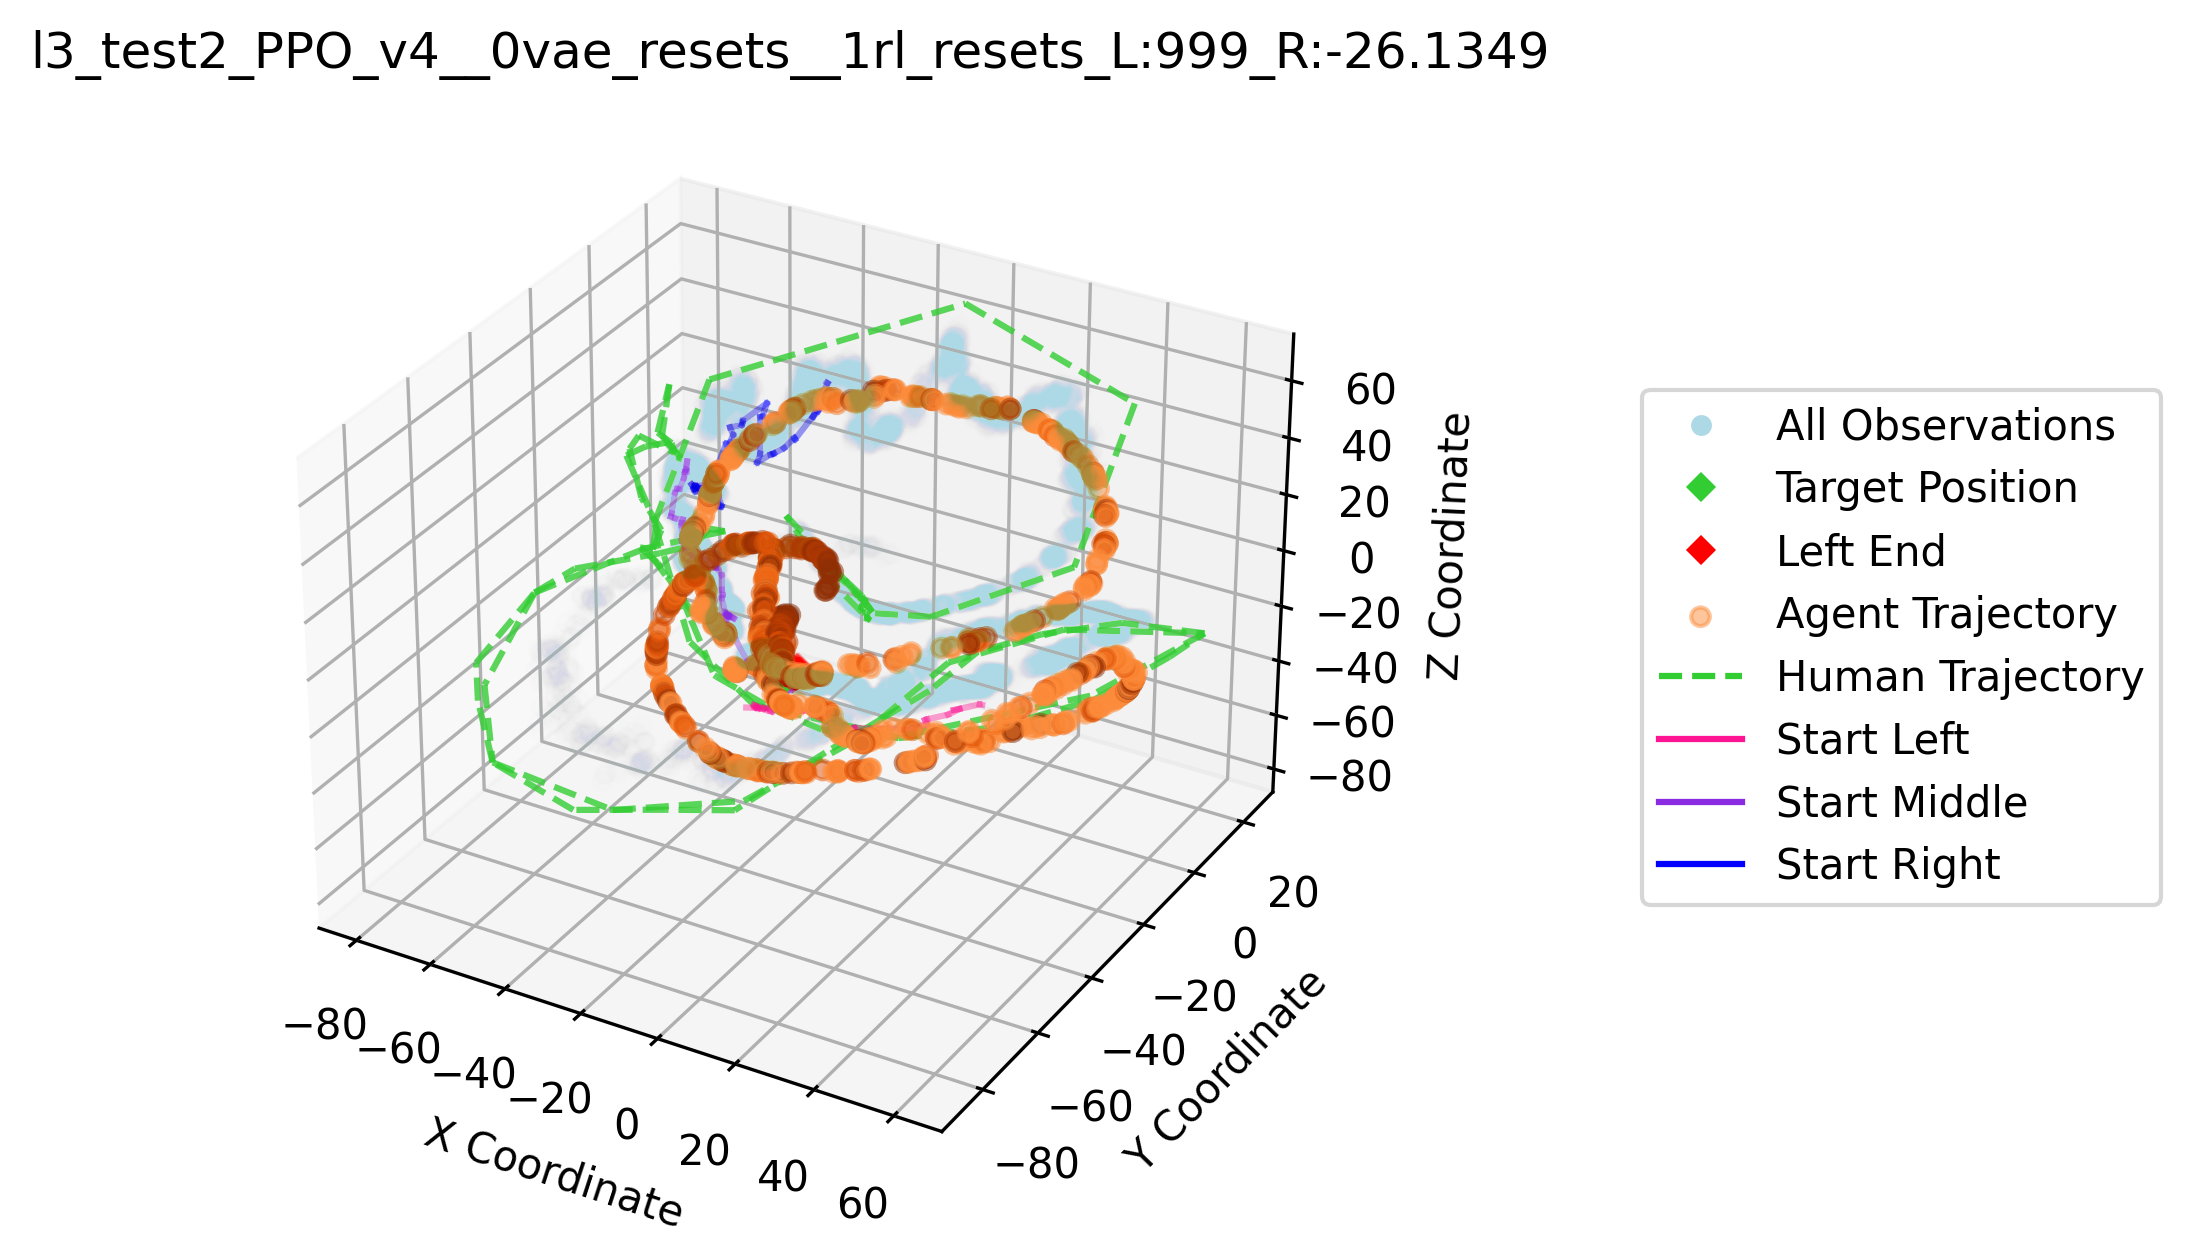 l3_test2_PPO_v4__0vae_resets__1rl_resets_L:999_R:-26.1349
60
40
20
0
−20
−40
−60
−80
Z Coordinate
20
0
−20
−40
−60
−80
Y Coordinate
−80
−60
−40
−20
0
20
40
60
X Coordinate
All Observations
Target Position
Left End
Agent Trajectory
Human Trajectory
Start Left
Start Middle
Start Right